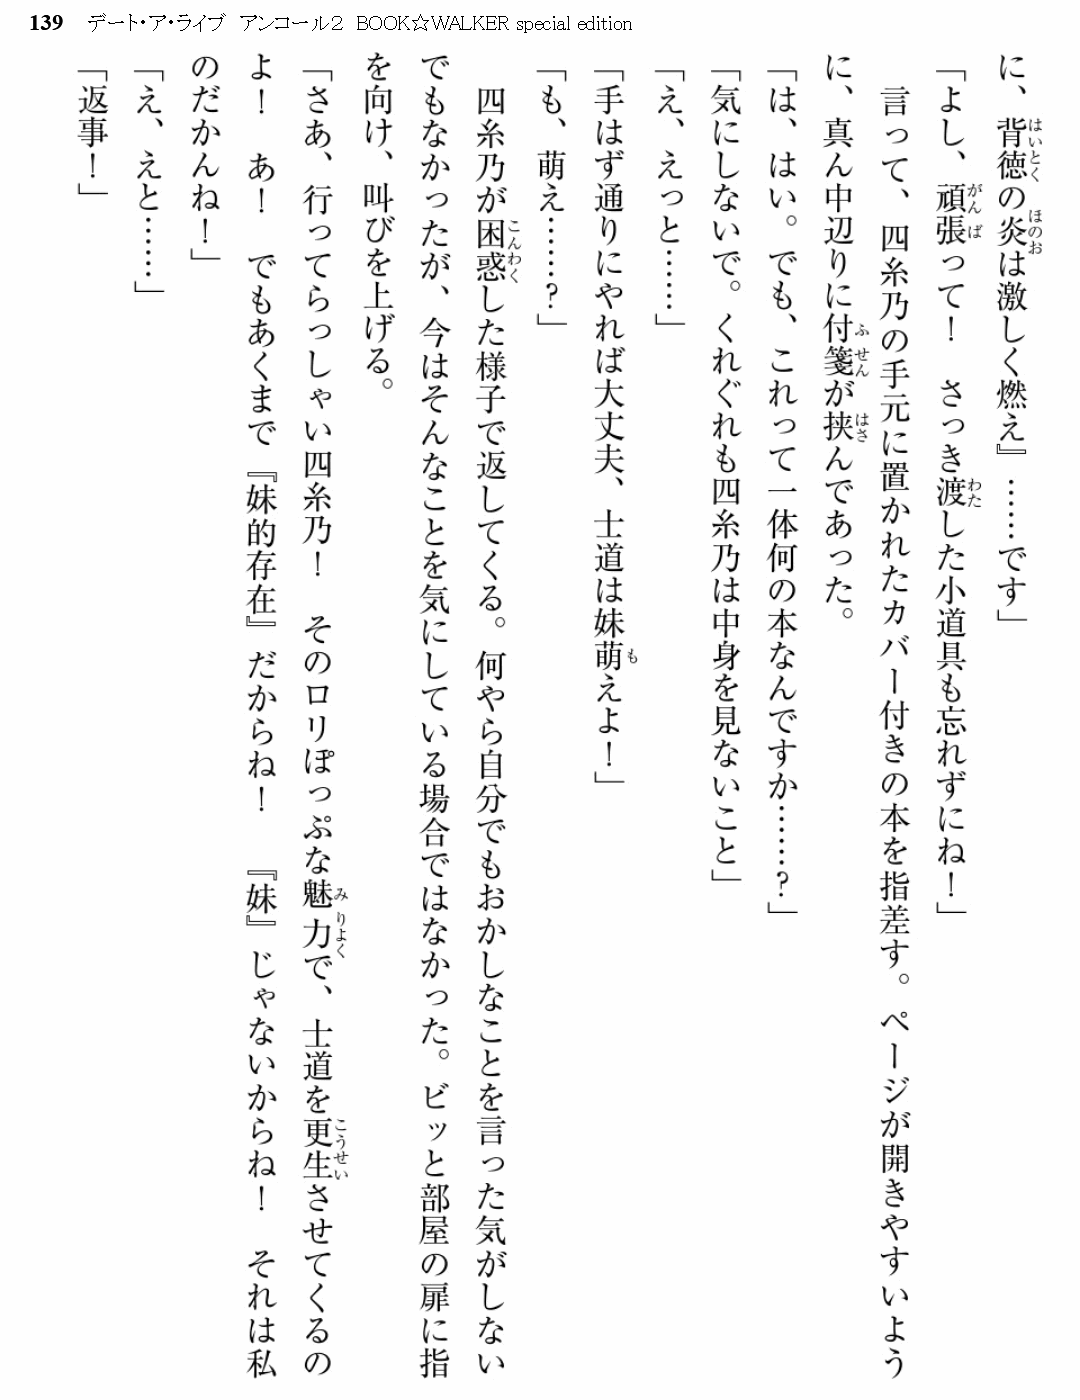 139 デート・ア・ライブ アンコール2 BOOK☆WALKER special edition
に、背徳の炎は激しく燃え』……です」
「よし、頑張って！　さっき渡した小道具も忘れずにね！」
　言って、四糸乃の手元に置かれたカバー付きの本を指差す。ページが開きやすいよう
に、真ん中辺りに付箋が挟んであった。
「は、はい。でも、これって一体何の本なんですか……？」
「気にしないで。くれぐれも四糸乃は中身を見ないこと」
「え、えっと……」
「手はず通りにやれば大丈夫、士道は妹萌えよ！」
「も、萌え……？」
　四糸乃が困惑した様子で返してくる。何やら自分でもおかしなことを言った気がしない
でもなかったが、今はそんなことを気にしている場合ではなかった。ビッと部屋の扉に指
を向け、叫びを上げる。
「さあ、行ってらっしゃい四糸乃！　そのロリぽっぷな魅力で、士道を更生させてくるの
よ！　あ！　でもあくまで『妹的存在』だからね！　『妹』じゃないからね！　それは私
のだかんね！」
「え、えと……」
「返事！」